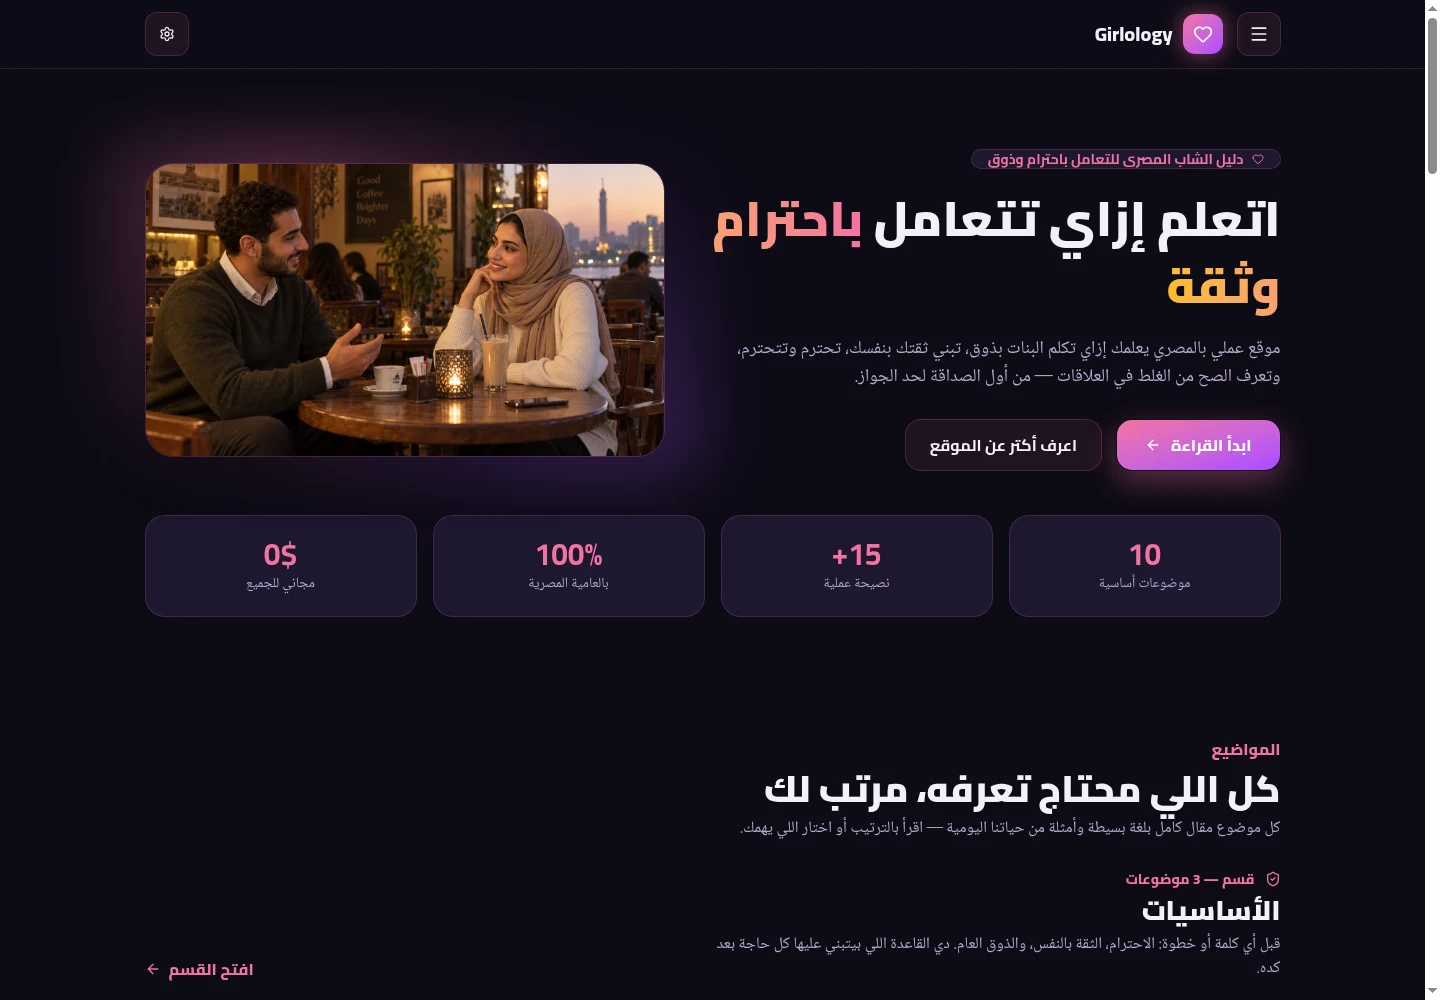 Girlology
دليل الشاب المصري للتعامل باحترام وذوق
اتعلم إزاي تتعامل باحترام
وثقة
موقع عملي بالمصري يعلمك إزاي تكلم البنات بذوق، تبني ثقتك بنفسك، تحترم وتتحترم،
وتعرف الصح من الغلط في العلاقات — من أول الصداقة لحد الجواز.
ابدأ القراءة
اعرف أكتر عن الموقع
Good
Coffee
Brighter
Days
10
موضوعات أساسية
+15
نصيحة عملية
100%
بالعامية المصرية
0$
مجاني للجميع
المواضيع
كل اللي محتاج تعرفه، مرتب لك
كل موضوع مقال كامل بلغة بسيطة وأمثلة من حياتنا اليومية — اقرأ بالترتيب أو اختار اللي يهمك.
قسم — 3 موضوعات
الأساسيات
قبل أي كلمة أو خطوة: الاحترام، الثقة بالنفس، والذوق العام. دي القاعدة اللي بيتبني عليها كل حاجة بعد
كده.
افتح القسم